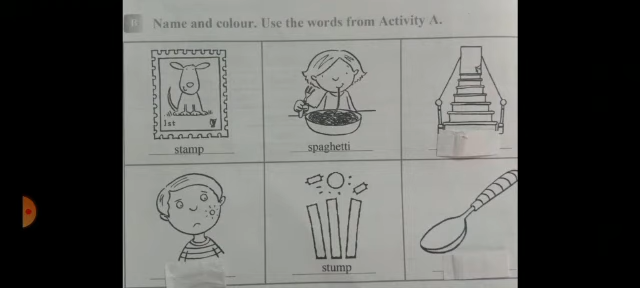 B Name and colour. Use the words from Activity A.
1st
stamp
spaghetti
stump